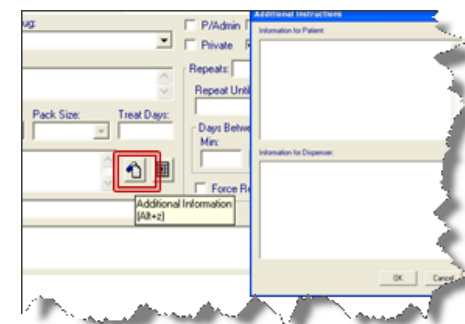 ug:
P/Admin
Private
Repeats:
Repeat Until
Pack Size:
Treat Days:
Days Betwe
Min:
Force Re
Additional Information
(Alt+z)
Additional Instructions
Information for Patient:
Information for Dispenser:
OK
Cancel